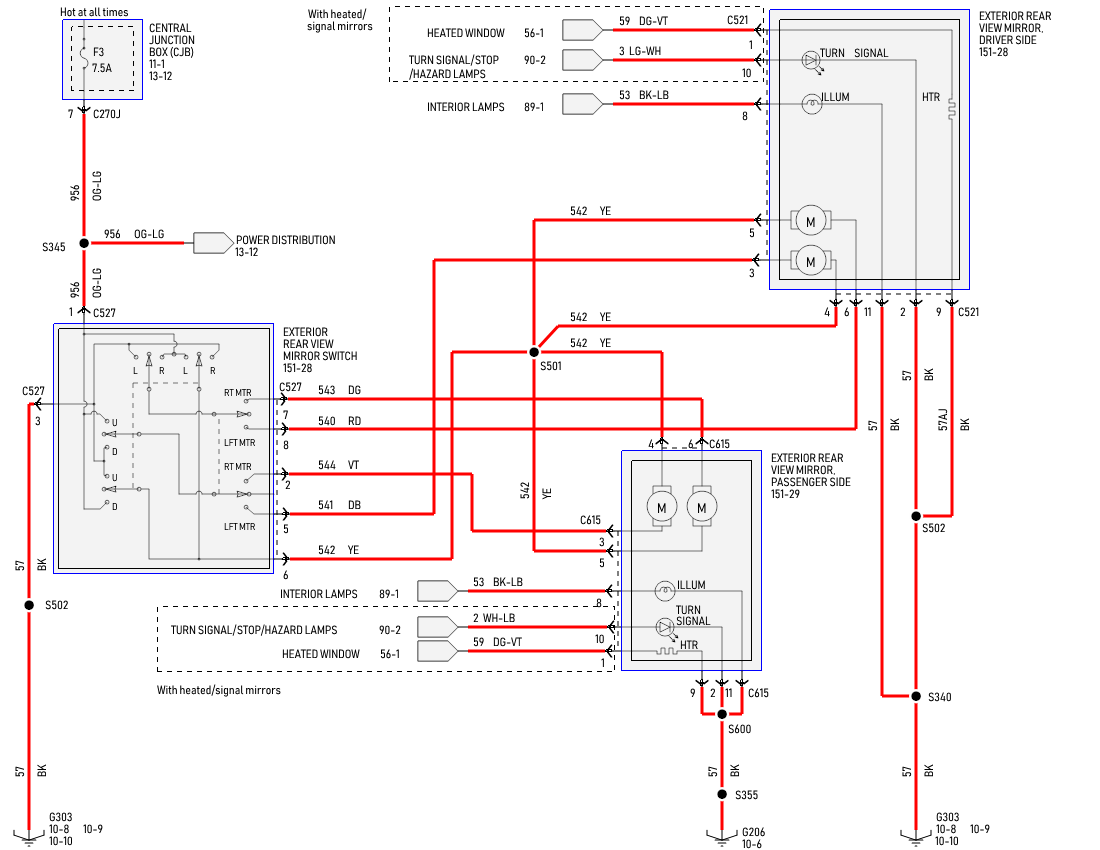 Hot at all times
F3
7.5A
CENTRAL
JUNCTION
BOX (CJB)
11-1
13-12
7
C270J
956
OG-LG
S345
956 OG-LG
POWER DISTRIBUTION
13-12
956
OG-LG
1
C527
With heated/
signal mirrors
HEATED WINDOW 56-1
59 DG-VT
C521
1
TURN SIGNAL/STOP
/HAZARD LAMPS
90-2
3 LG-WH
10
INTERIOR LAMPS 89-1
53 BK-LB
8
EXTERIOR REAR
VIEW MIRROR,
DRIVER SIDE
151-28
TURN SIGNAL
ILLUM
HTR
542 YE
5
M
3
M
4
6
11
2
9
C521
542 YE
542 YE
S501
EXTERIOR
REAR VIEW
MIRROR SWITCH
151-28
L
R
L
R
U
D
U
D
RT MTR
LFT MTR
RT MTR
LFT MTR
C527
3
C527
7
543 DG
8
540 RD
2
544 VT
5
541 DB
6
542 YE
542
YE
4
6
C615
EXTERIOR REAR
VIEW MIRROR,
PASSENGER SIDE
151-29
M
M
C615
3
5
INTERIOR LAMPS 89-1
53 BK-LB
8
ILLUM
TURN SIGNAL/STOP/HAZARD LAMPS 90-2
2 WH-LB
10
TURN
SIGNAL
HEATED WINDOW 56-1
59 DG-VT
1
HTR
With heated/signal mirrors
9
2
11
C615
S600
57
BK
S355
G206
10-6
57
BK
S502
57
BK
G303
10-8 10-9
10-10
57
BK
57
BK
57AJ
BK
S502
S340
57
BK
G303
10-8 10-9
10-10